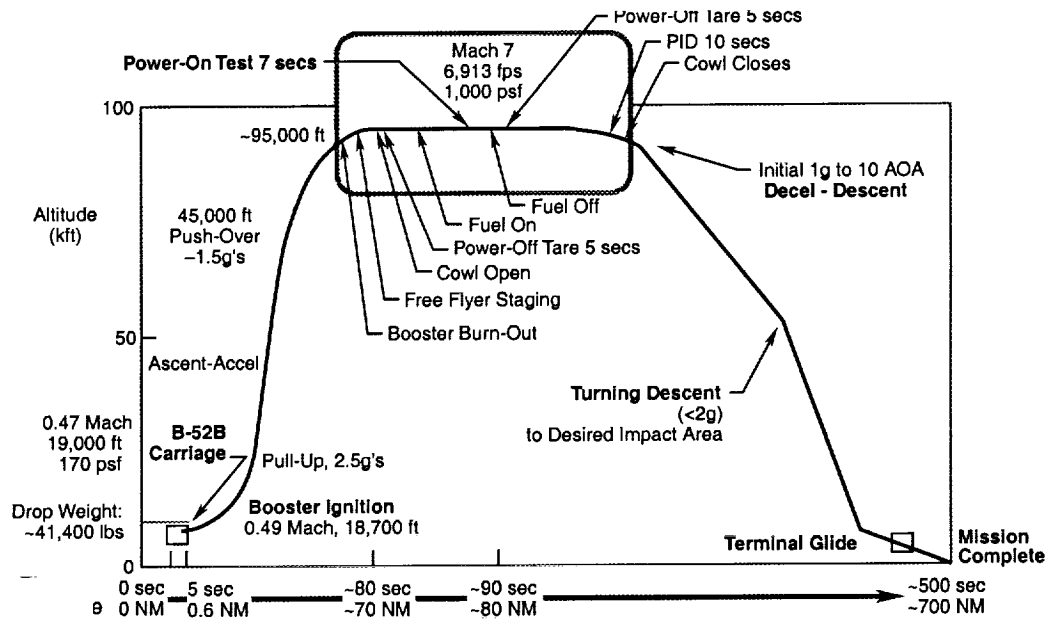 Power-Off Tare 5 secs
PID 10 secs
Cowl Closes
Power-On Test 7 secs
Mach 7
6,913 fps
1,000 psf
100
~95,000 ft
Initial 1g to 10 AOA
Decel - Descent
Altitude
(kft)
45,000 ft
Push-Over
–1.5g's
Fuel Off
Fuel On
Power-Off Tare 5 secs
Cowl Open
Free Flyer Staging
Booster Burn-Out
50
Ascent-Accel
Turning Descent
(<2g)
to Desired Impact Area
0.47 Mach
19,000 ft
170 psf
B-52B
Carriage
Pull-Up, 2.5g's
Drop Weight:
~41,400 lbs
Booster Ignition
0.49 Mach, 18,700 ft
Terminal Glide
Mission
Complete
0
0 sec
0 NM
5 sec
0.6 NM
~80 sec
~70 NM
~90 sec
~80 NM
~500 sec
~700 NM